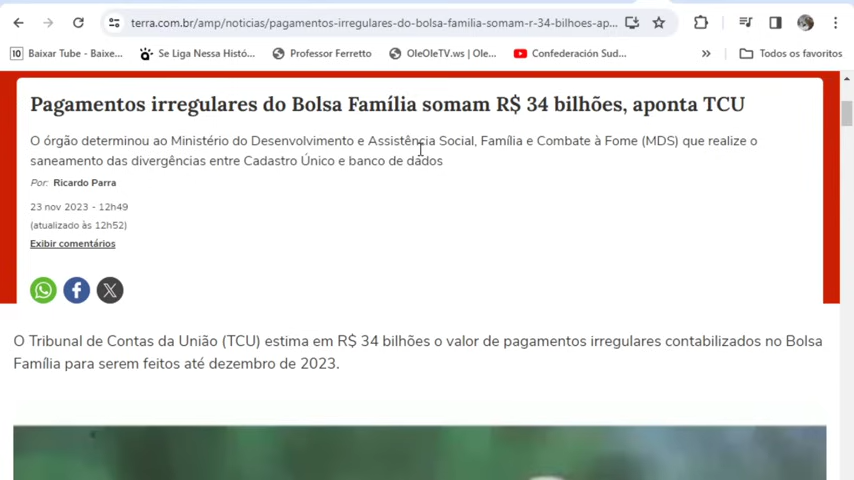 terra.com.br/amp/noticias/pagamentos-irregulares-do-bolsa-familia-somam-r-34-bilhoes-ap...
10 Baixar Tube - Baixe... Se Liga Nessa Histó... Professor Ferretto OleOleTV.ws | Ole... Confederación Sud... » Todos os favoritos
Pagamentos irregulares do Bolsa Família somam R$ 34 bilhões, aponta TCU
O órgão determinou ao Ministério do Desenvolvimento e Assistência Social, Família e Combate à Fome (MDS) que realize o
saneamento das divergências entre Cadastro Único e banco de dados
Por: Ricardo Parra
23 nov 2023 - 12h49
(atualizado às 12h52)
Exibir comentários
O Tribunal de Contas da União (TCU) estima em R$ 34 bilhões o valor de pagamentos irregulares contabilizados no Bolsa
Família para serem feitos até dezembro de 2023.